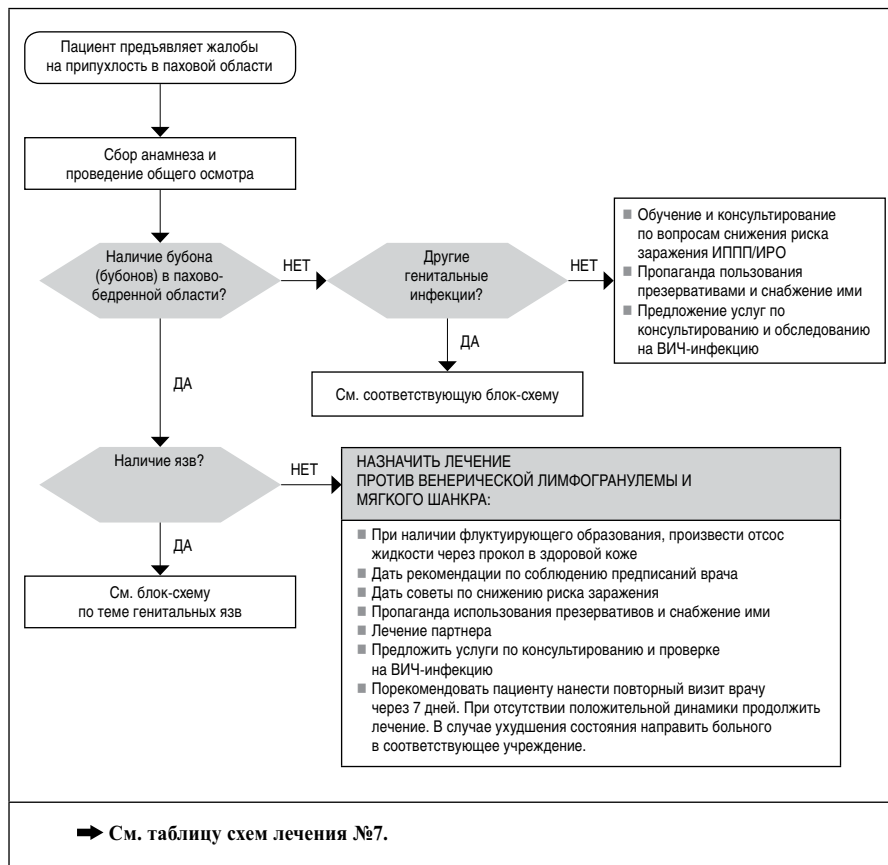 Пациент предъявляет жалобы
на припухлость в паховой области
Сбор анамнеза и
проведение общего осмотра
Наличие бубона
(бубонов) в пахово-
бедренной области?
НЕТ
Другие
генитальные
инфекции?
НЕТ
■ Обучение и консультирование
по вопросам снижения риска
заражения ИППП/ИРО
■ Пропаганда пользования
презервативами и снабжение ими
■ Предложение услуг по
консультированию и обследованию
на ВИЧ-инфекцию
ДА
См. соответствующую блок-схему
ДА
Наличие язв?
НЕТ
НАЗНАЧИТЬ ЛЕЧЕНИЕ
ПРОТИВ ВЕНЕРИЧЕСКОЙ ЛИМФОГРАНУЛЕМЫ И
МЯГКОГО ШАНКРА:
■ При наличии флуктуирующего образования, произвести отсос
жидкости через прокол в здоровой коже
■ Дать рекомендации по соблюдению предписаний врача
■ Дать советы по снижению риска заражения
■ Пропаганда использования презервативов и снабжение ими
■ Лечение партнера
■ Предложить услуги по консультированию и проверке
на ВИЧ-инфекцию
■ Порекомендовать пациенту нанести повторный визит врачу
через 7 дней. При отсутствии положительной динамики продолжить
лечение. В случае ухудшения состояния направить больного
в соответствующее учреждение.
ДА
См. блок-схему
по теме генитальных язв
➡ См. таблицу схем лечения №7.